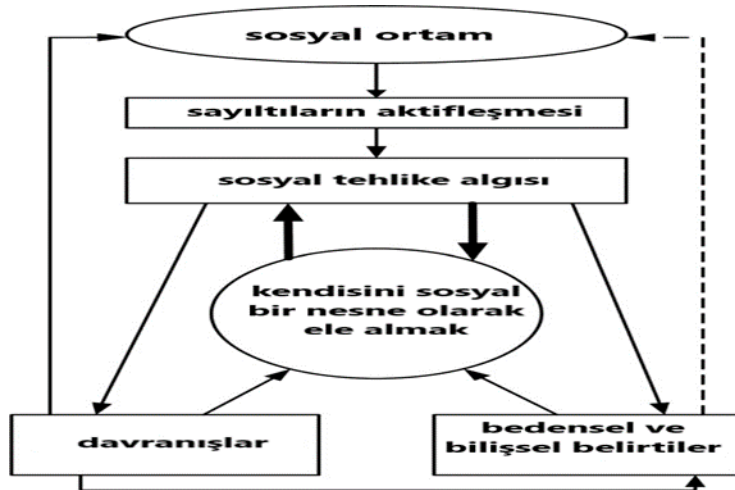 sosyal ortam
sayıltıların aktifleşmesi
sosyal tehlike algısı
kendisini sosyal
bir nesne olarak
ele almak
davranışlar
bedensel ve
bilişsel belirtiler